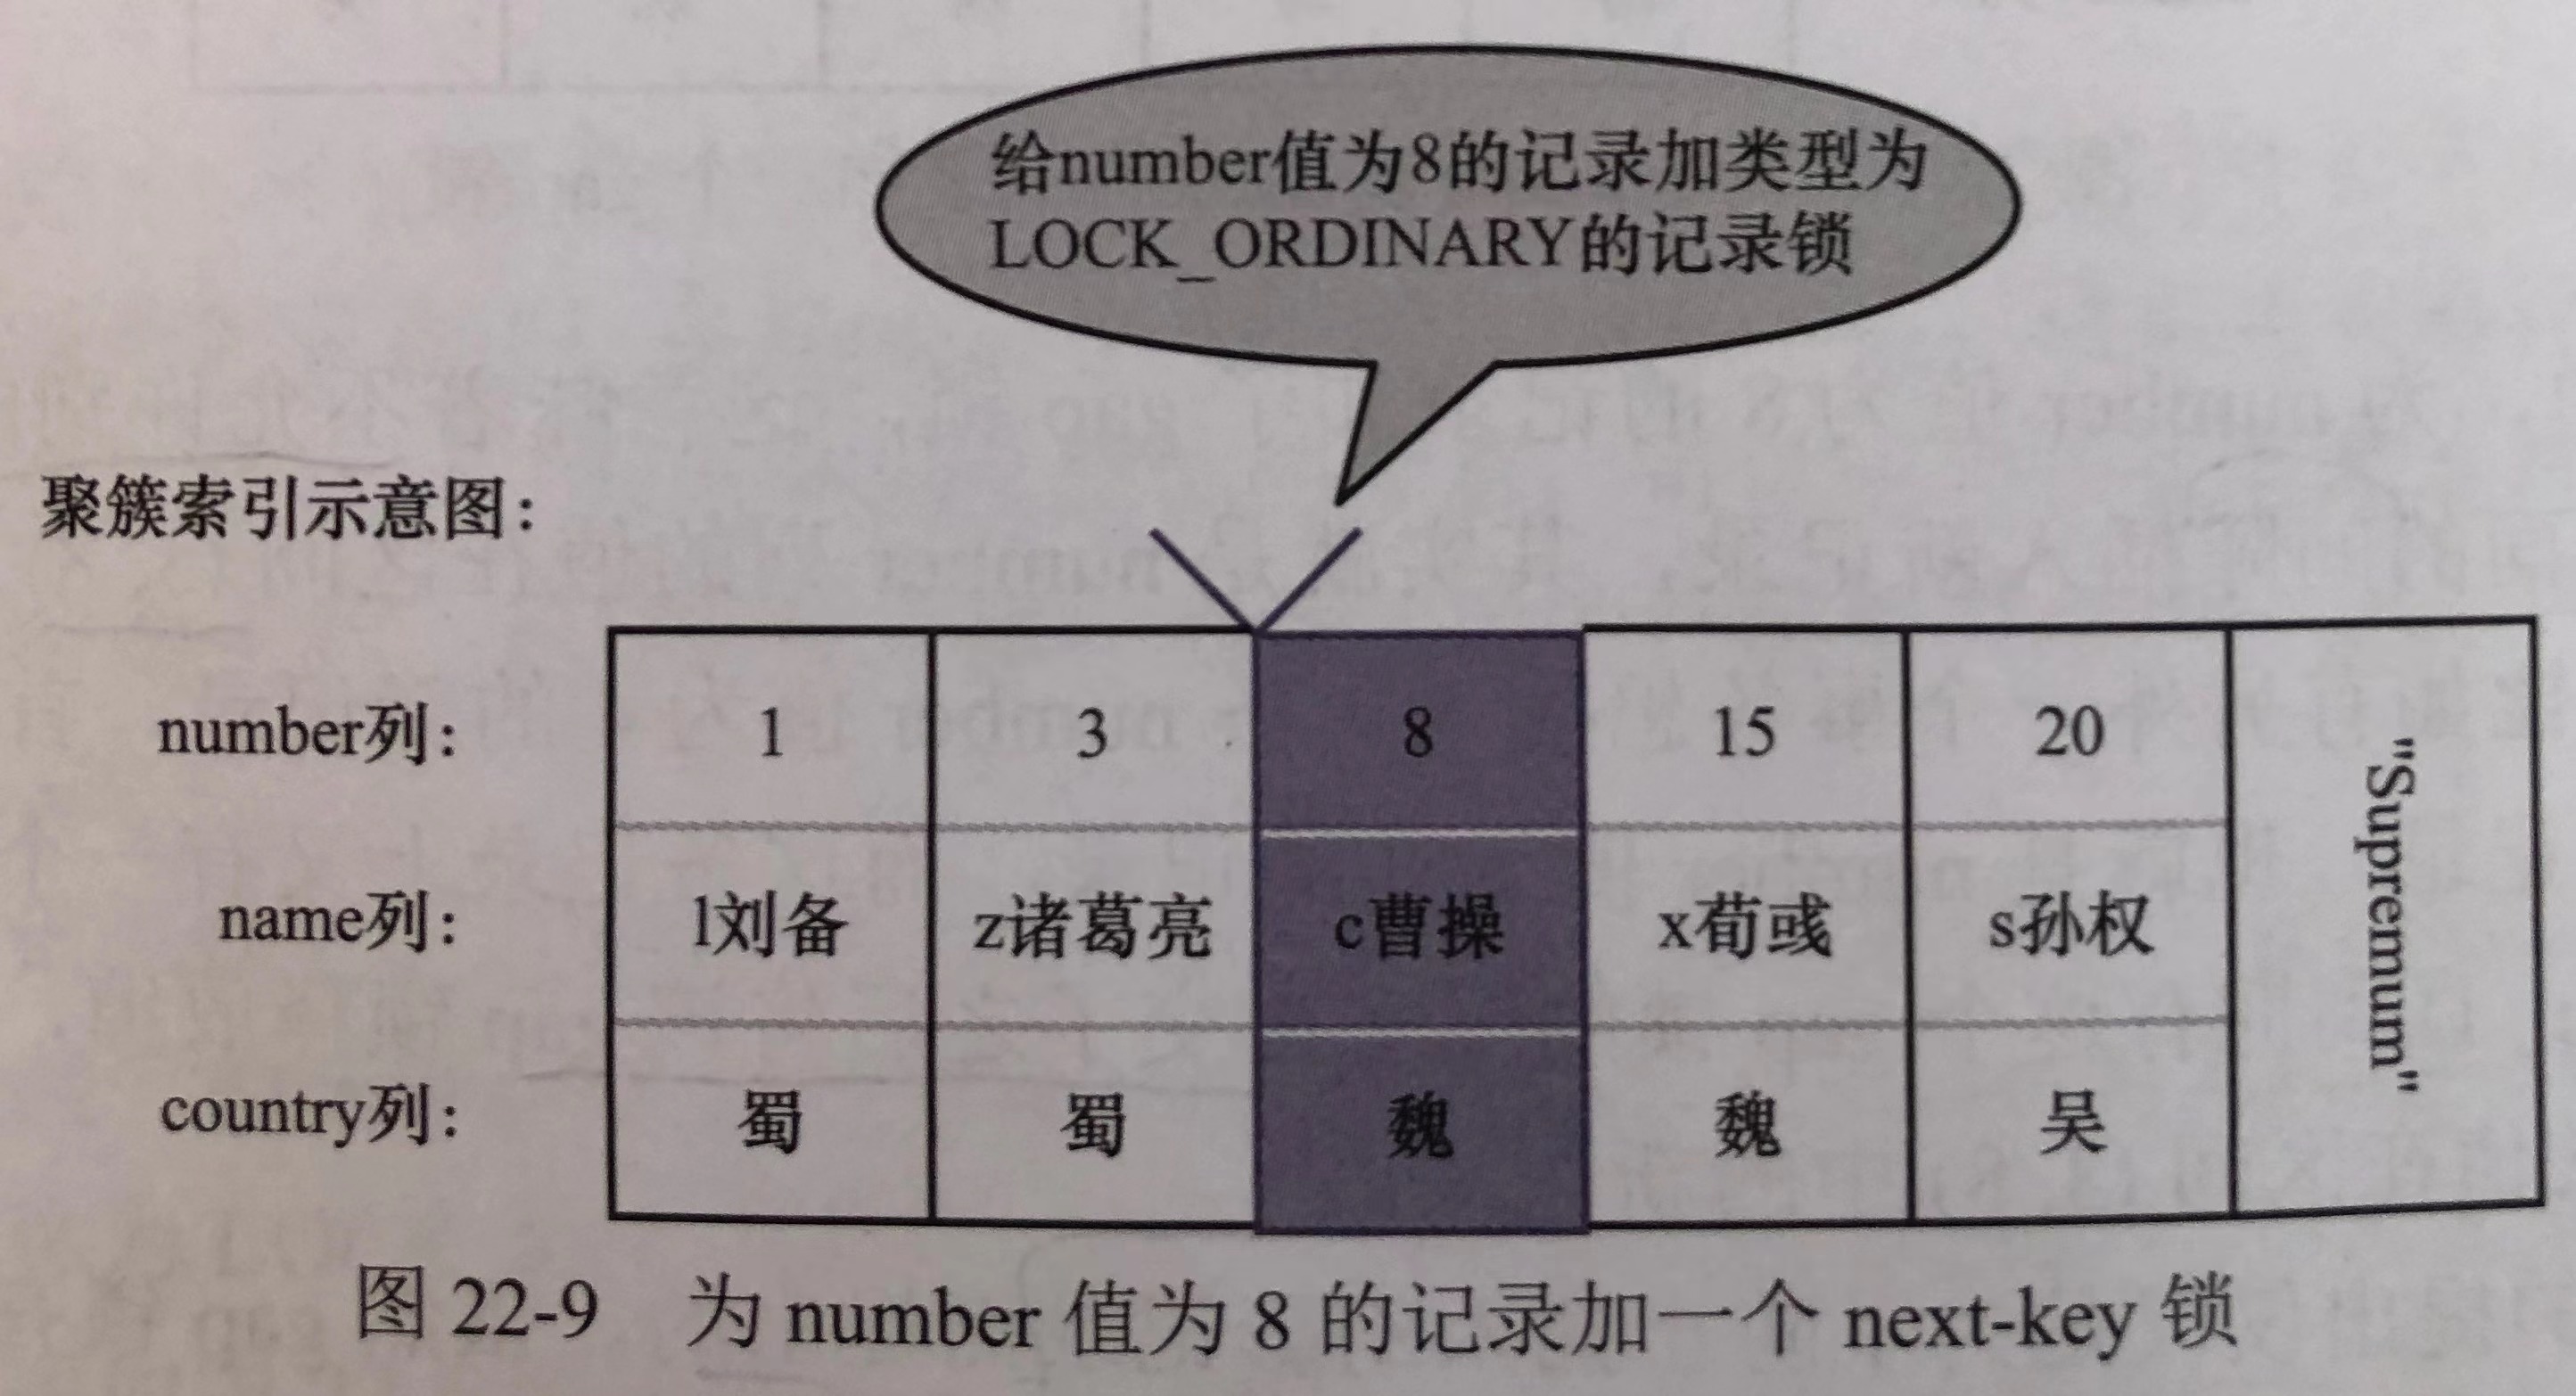 给number值为8的记录加类型为
LOCK_ORDINARY的记录锁
聚簇索引示意图：
number列： 1 3 8 15 20 "Supremum"
name列： l刘备 z诸葛亮 c曹操 x荀彧 s孙权
country列： 蜀 蜀 魏 魏 吴
图 22-9 为 number 值为 8 的记录加一个 next-key 锁